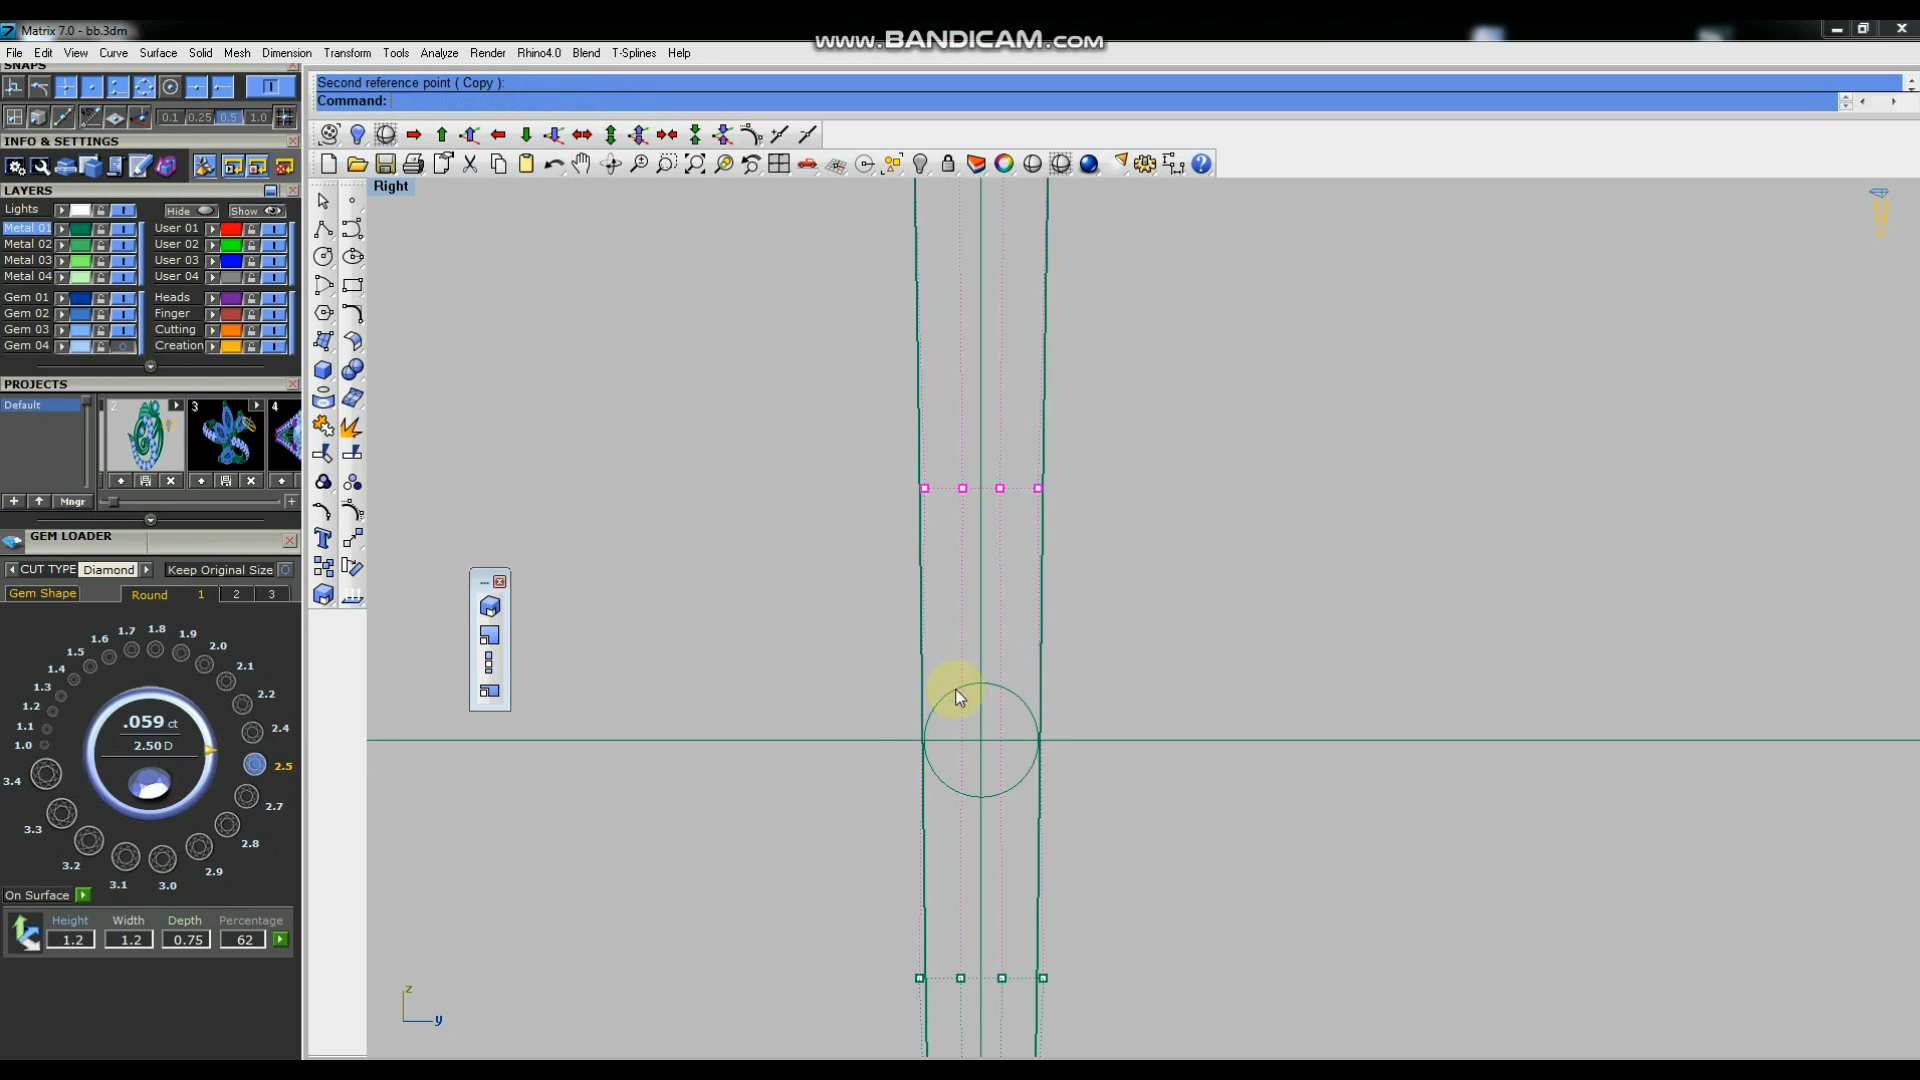 Matrix 7.0 - bb.3dm
www.BANDICAM.com
File Edit View Curve Surface Solid Mesh Dimension Transform Tools Analyze Render Rhino4.0 Blend T-Splines Help
SNAPS
Second reference point ( Copy ):
Command:
0.1 0.25 0.5 1.0
INFO & SETTINGS
LAYERS
Right
Lights Hide Show
Metal 01 User 01
Metal 02 User 02
Metal 03 User 03
Metal 04 User 04
Gem 01 Heads
Gem 02 Finger
Gem 03 Cutting
Gem 04 Creation
PROJECTS
Default 2 3 4
Mngr
GEM LOADER
CUT TYPE Diamond Keep Original Size
Gem Shape Round 1 2 3
1.0 1.1 1.2 1.3 1.4 1.5 1.6 1.7 1.8 1.9 2.0 2.1 2.2 2.4 2.5 2.7 2.8 2.9 3.0 3.1 3.2 3.3 3.4
.059 ct
2.50 D
On Surface
Height Width Depth Percentage
1.2 1.2 0.75 62
z
y